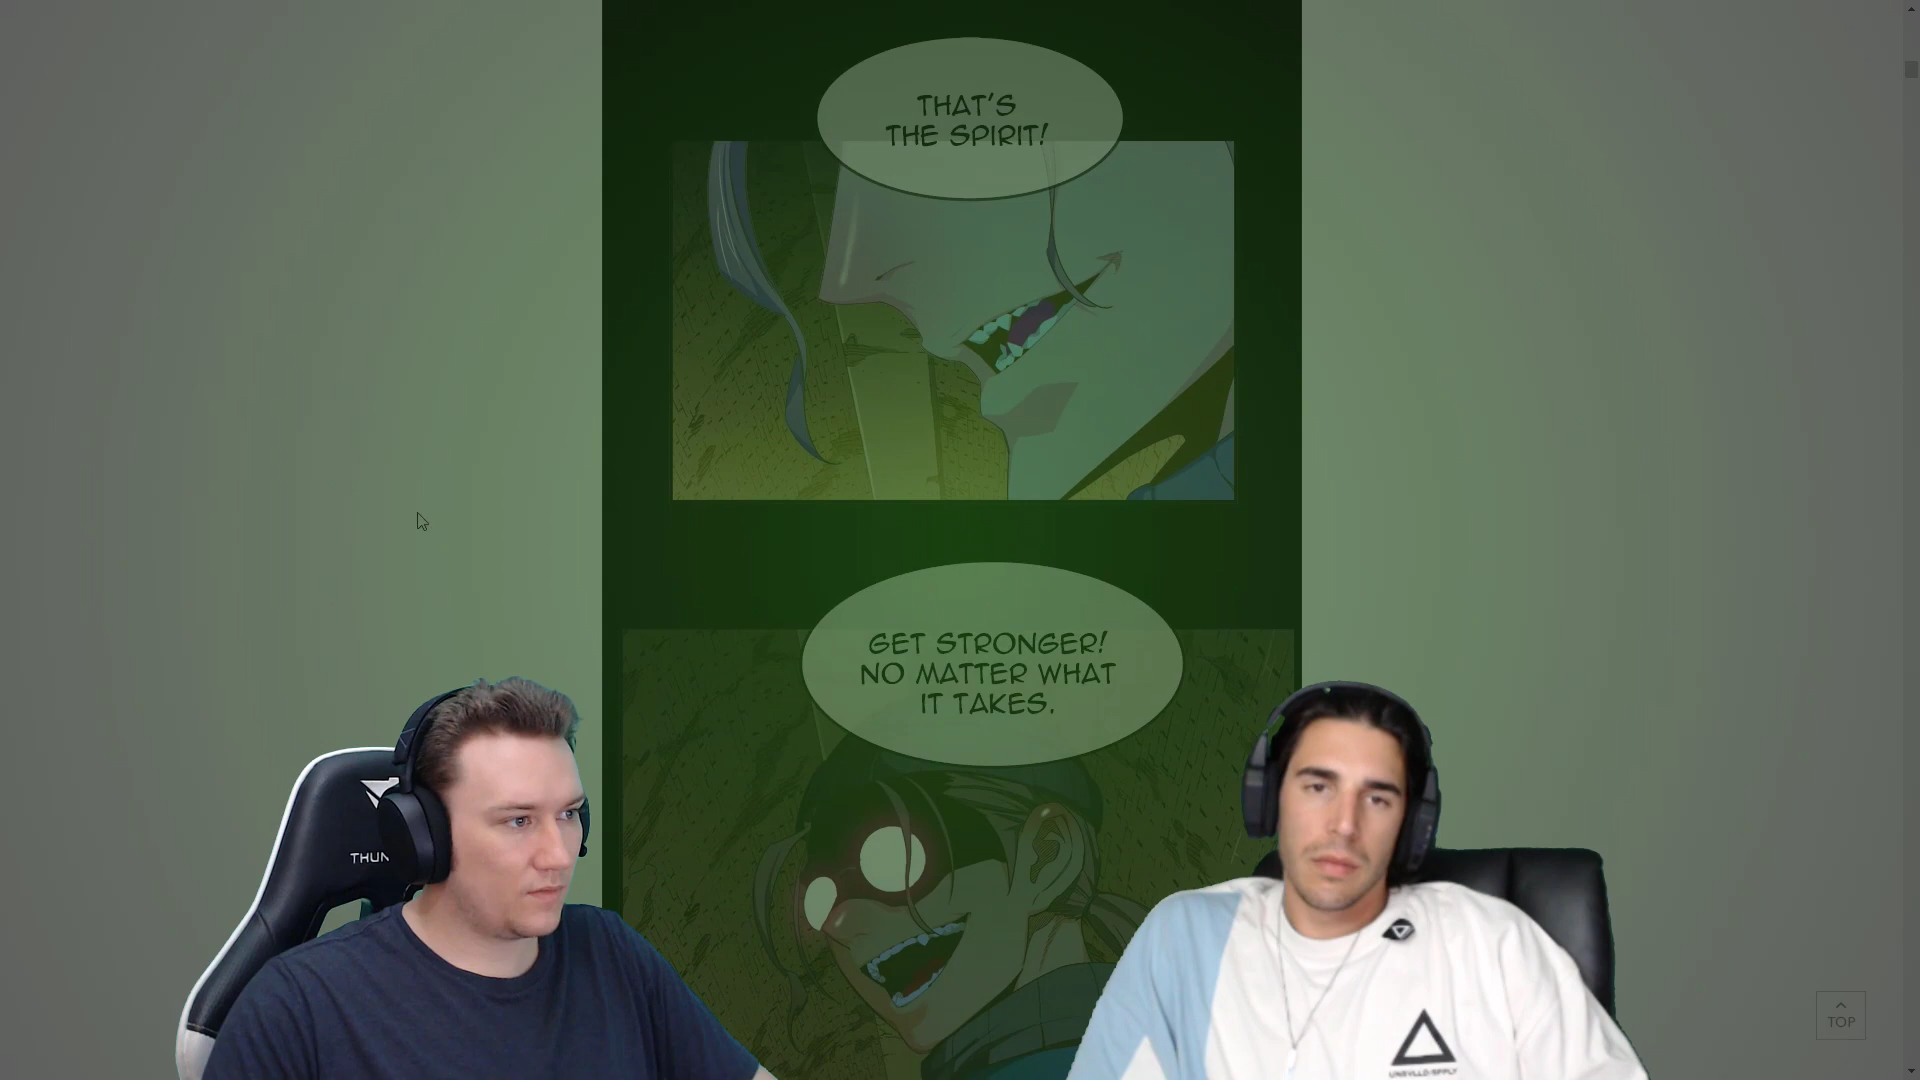 THAT'S
THE SPIRIT!
GET STRONGER!
NO MATTER WHAT
IT TAKES.
THUN
TOP